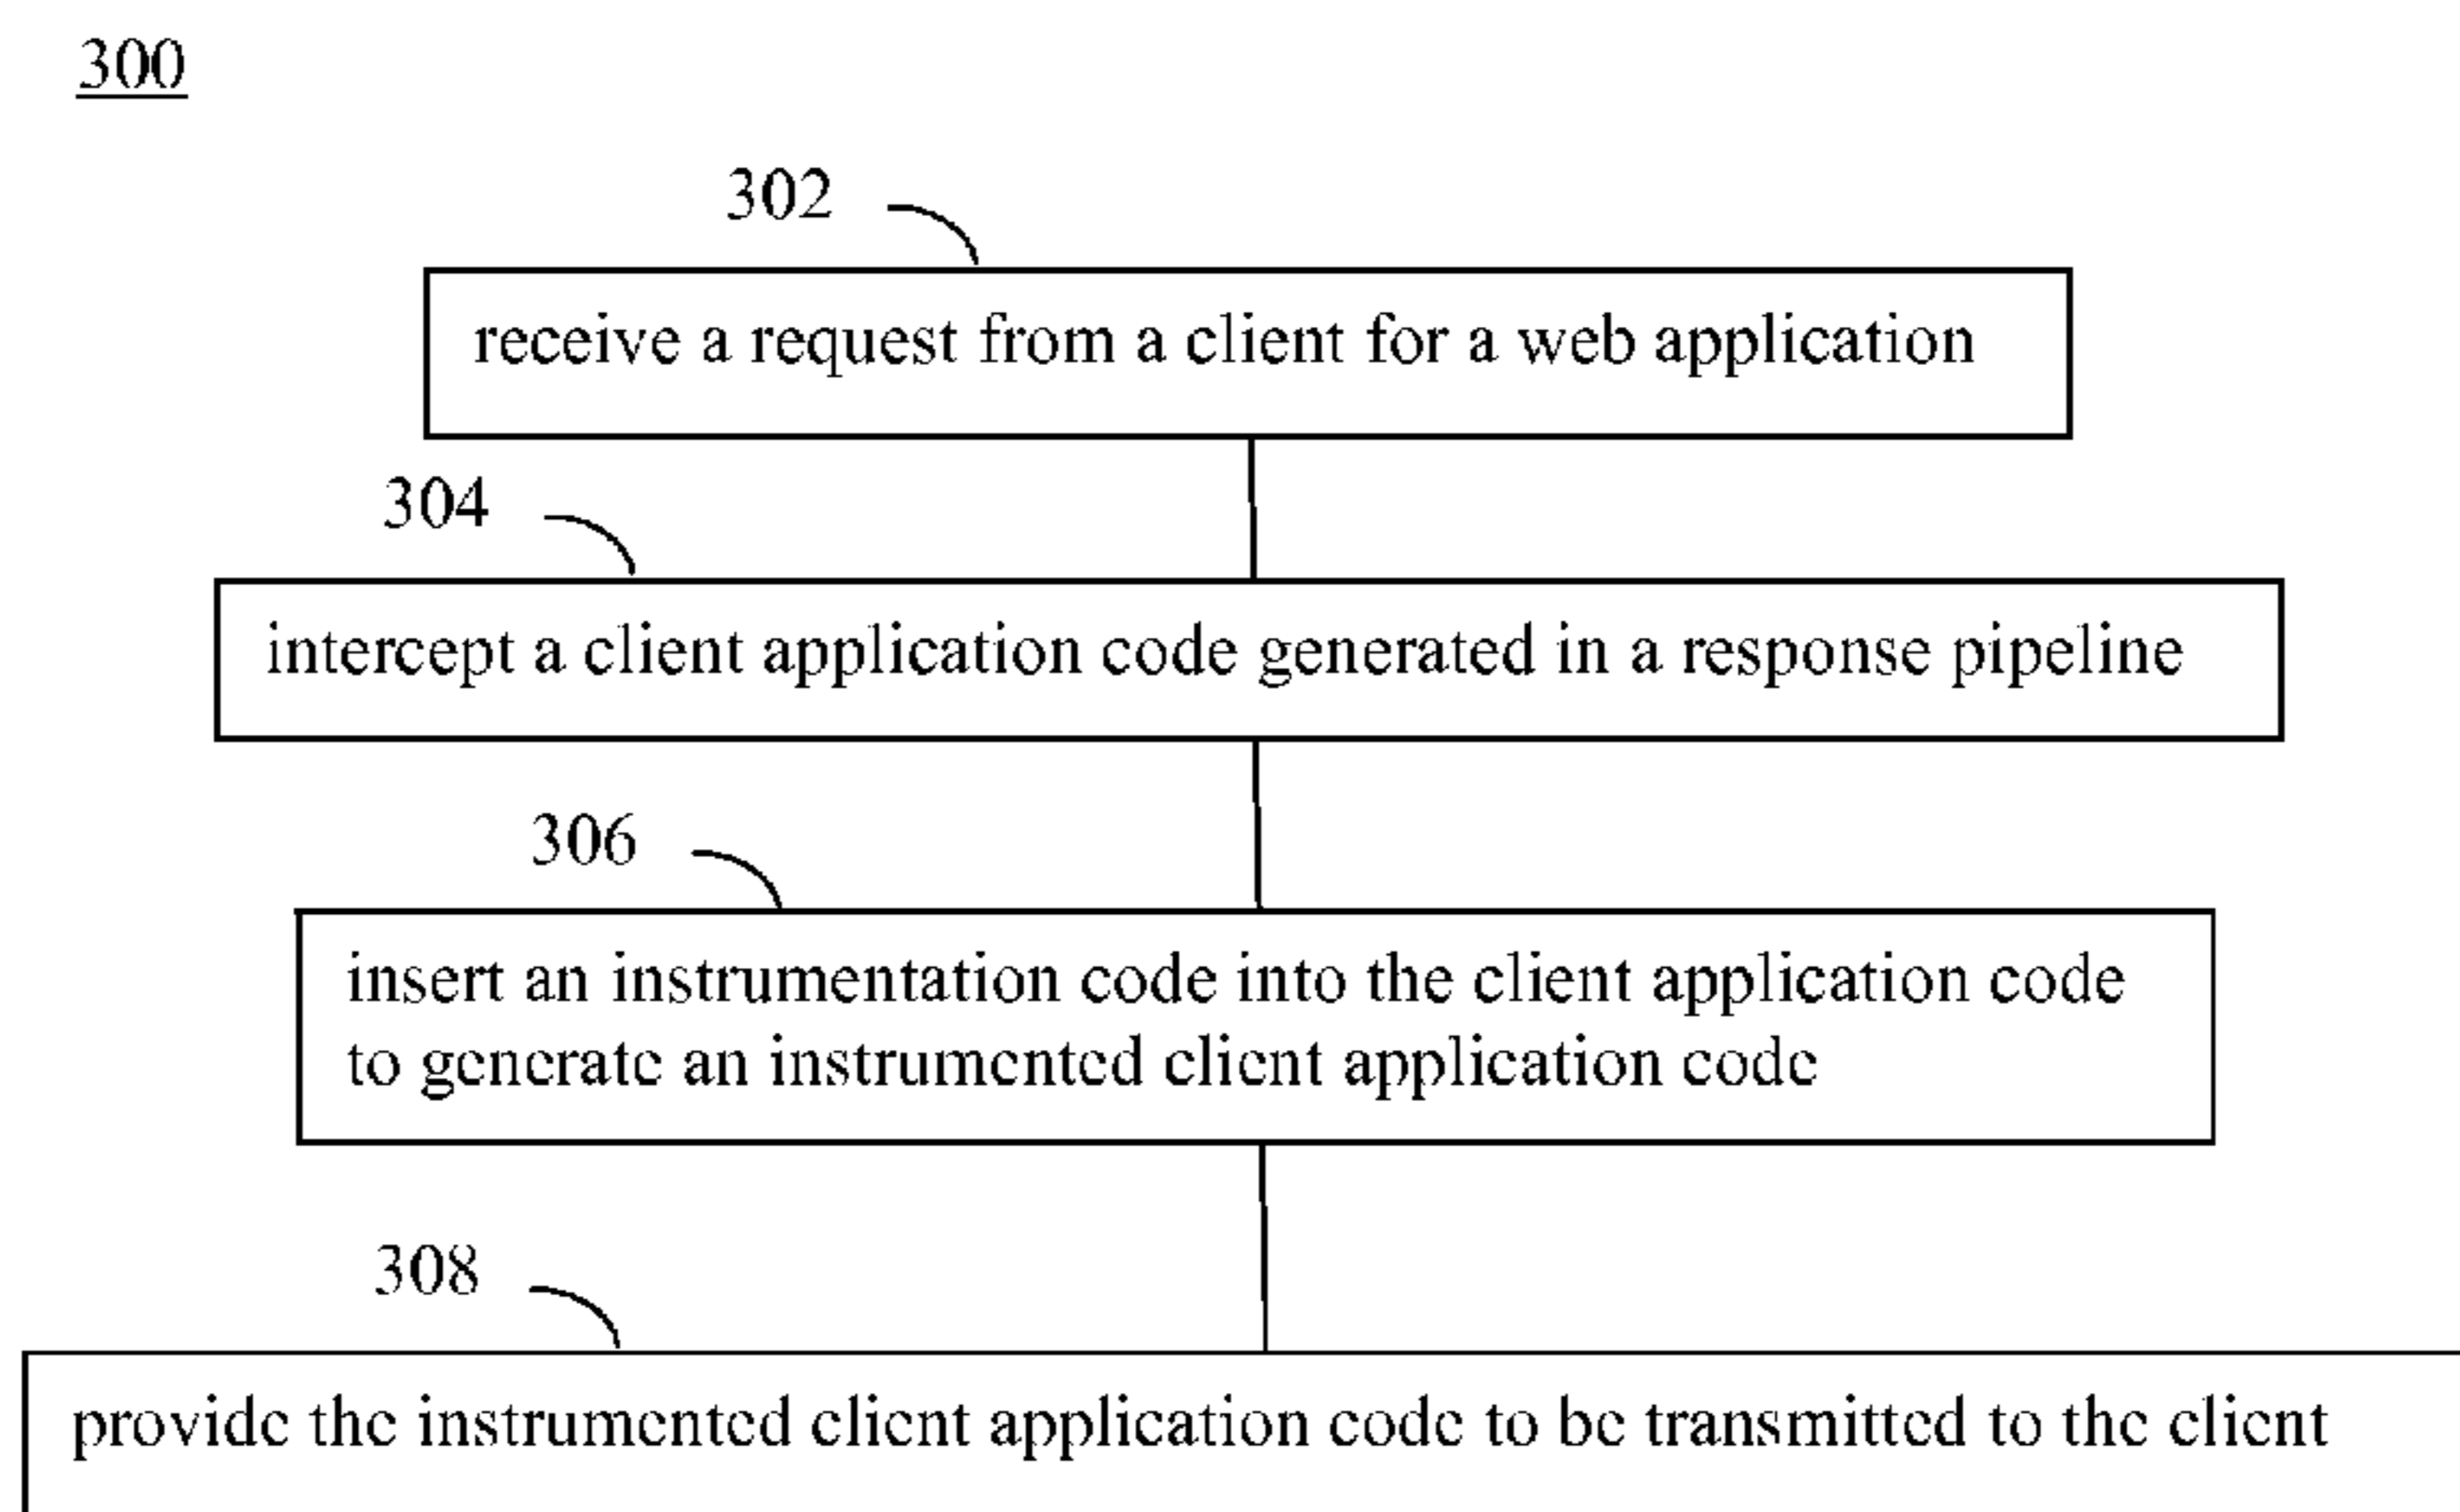 300
302
receive a request from a client for a web application
304
intercept a client application code generated in a response pipeline
306
insert an instrumentation code into the client application code
to generate an instrumented client application code
308
provide the instrumented client application code to be transmitted to the client